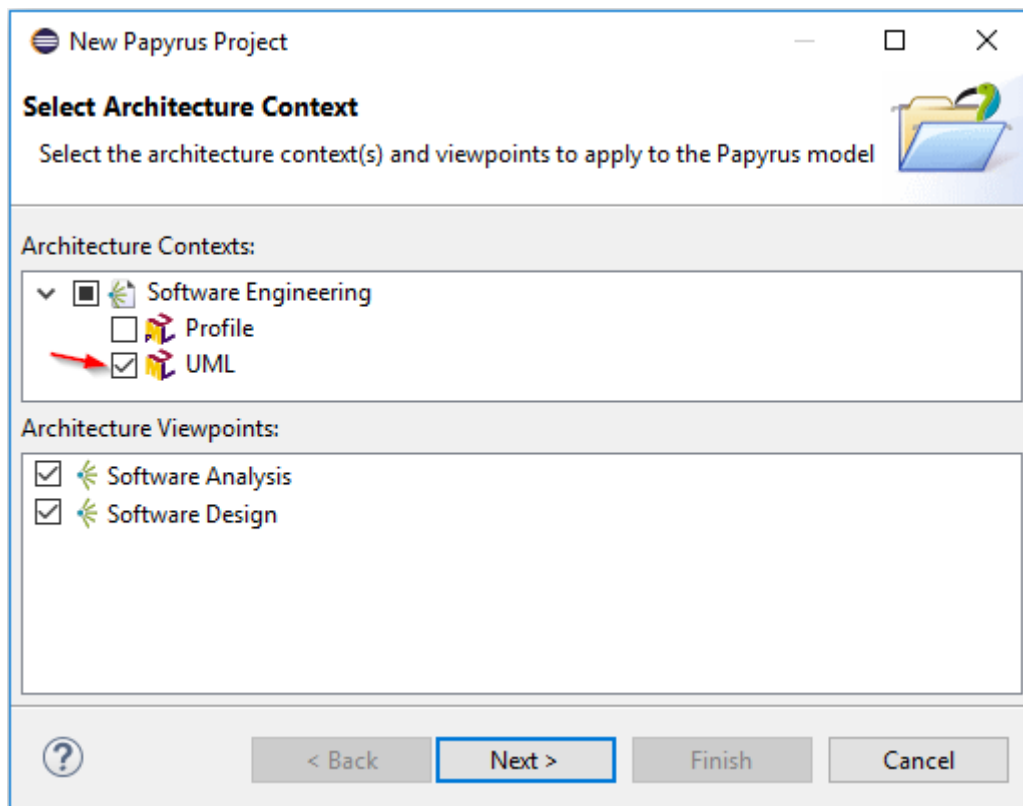 New Papyrus Project
Select Architecture Context
Select the architecture context(s) and viewpoints to apply to the Papyrus model
Architecture Contexts:
Software Engineering
Profile
UML
Architecture Viewpoints:
Software Analysis
Software Design
? < Back Next > Finish Cancel